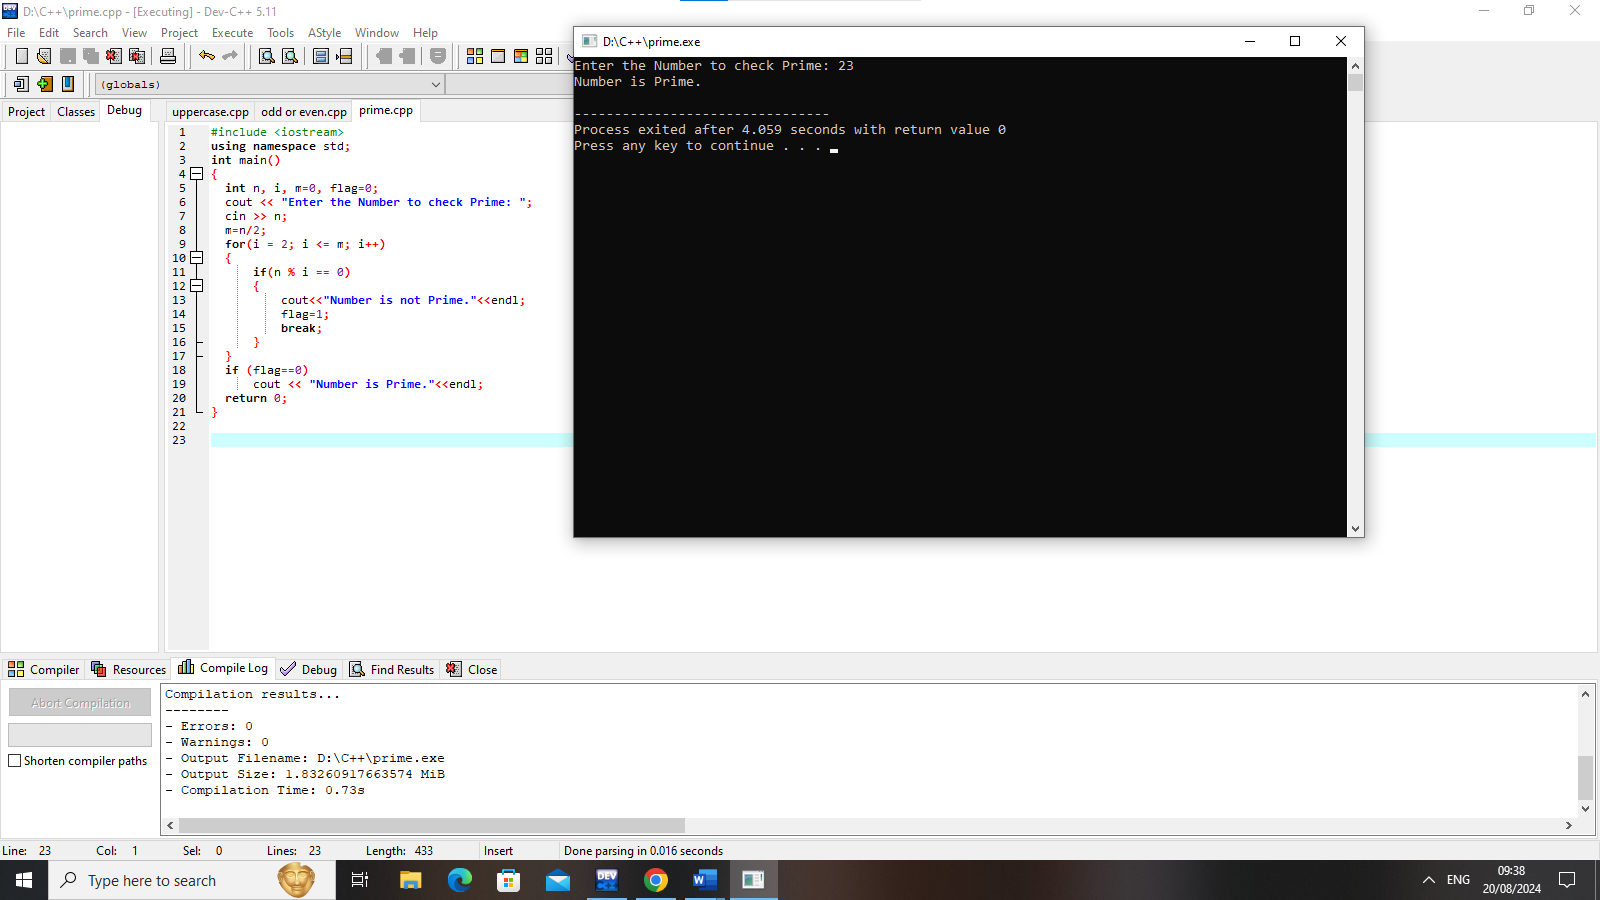 D:\C++\prime.cpp - [Executing] - Dev-C++ 5.11
File Edit Search View Project Execute Tools AStyle Window Help
(globals)
Project Classes Debug
uppercase.cpp odd or even.cpp prime.cpp
1 #include <iostream>
2 using namespace std;
3 int main()
4 {
5 int n, i, m=0, flag=0;
6 cout << "Enter the Number to check Prime: ";
7 cin >> n;
8 m=n/2;
9 for(i = 2; i <= m; i++)
10 {
11 if(n % i == 0)
12 {
13 cout<<"Number is not Prime."<<endl;
14 flag=1;
15 break;
16 }
17 }
18 if (flag==0)
19 cout << "Number is Prime."<<endl;
20 return 0;
21 }
22
23
D:\C++\prime.exe
Enter the Number to check Prime: 23
Number is Prime.
--------------------------------
Process exited after 4.059 seconds with return value 0
Press any key to continue . . .
Compiler Resources Compile Log Debug Find Results Close
Abort Compilation
Shorten compiler paths
Compilation results...
--------
- Errors: 0
- Warnings: 0
- Output Filename: D:\C++\prime.exe
- Output Size: 1.83260917663574 MiB
- Compilation Time: 0.73s
Line: 23 Col: 1 Sel: 0 Lines: 23 Length: 433 Insert Done parsing in 0.016 seconds
Type here to search
DEV
C++
W
ENG
09:38
20/08/2024